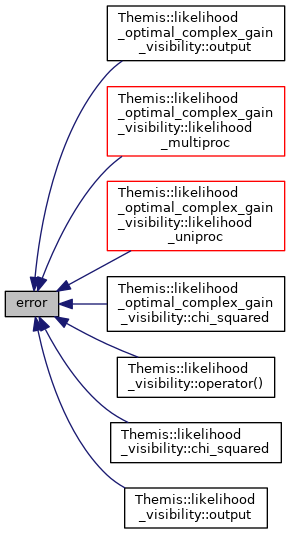 Themis::likelihood
_optimal_complex_gain
_visibility::output
Themis::likelihood
_optimal_complex_gain
_visibility::likelihood
_multiproc
Themis::likelihood
_optimal_complex_gain
_visibility::likelihood
_uniproc
error
Themis::likelihood
_optimal_complex_gain
_visibility::chi_squared
Themis::likelihood
_visibility::operator()
Themis::likelihood
_visibility::chi_squared
Themis::likelihood
_visibility::output